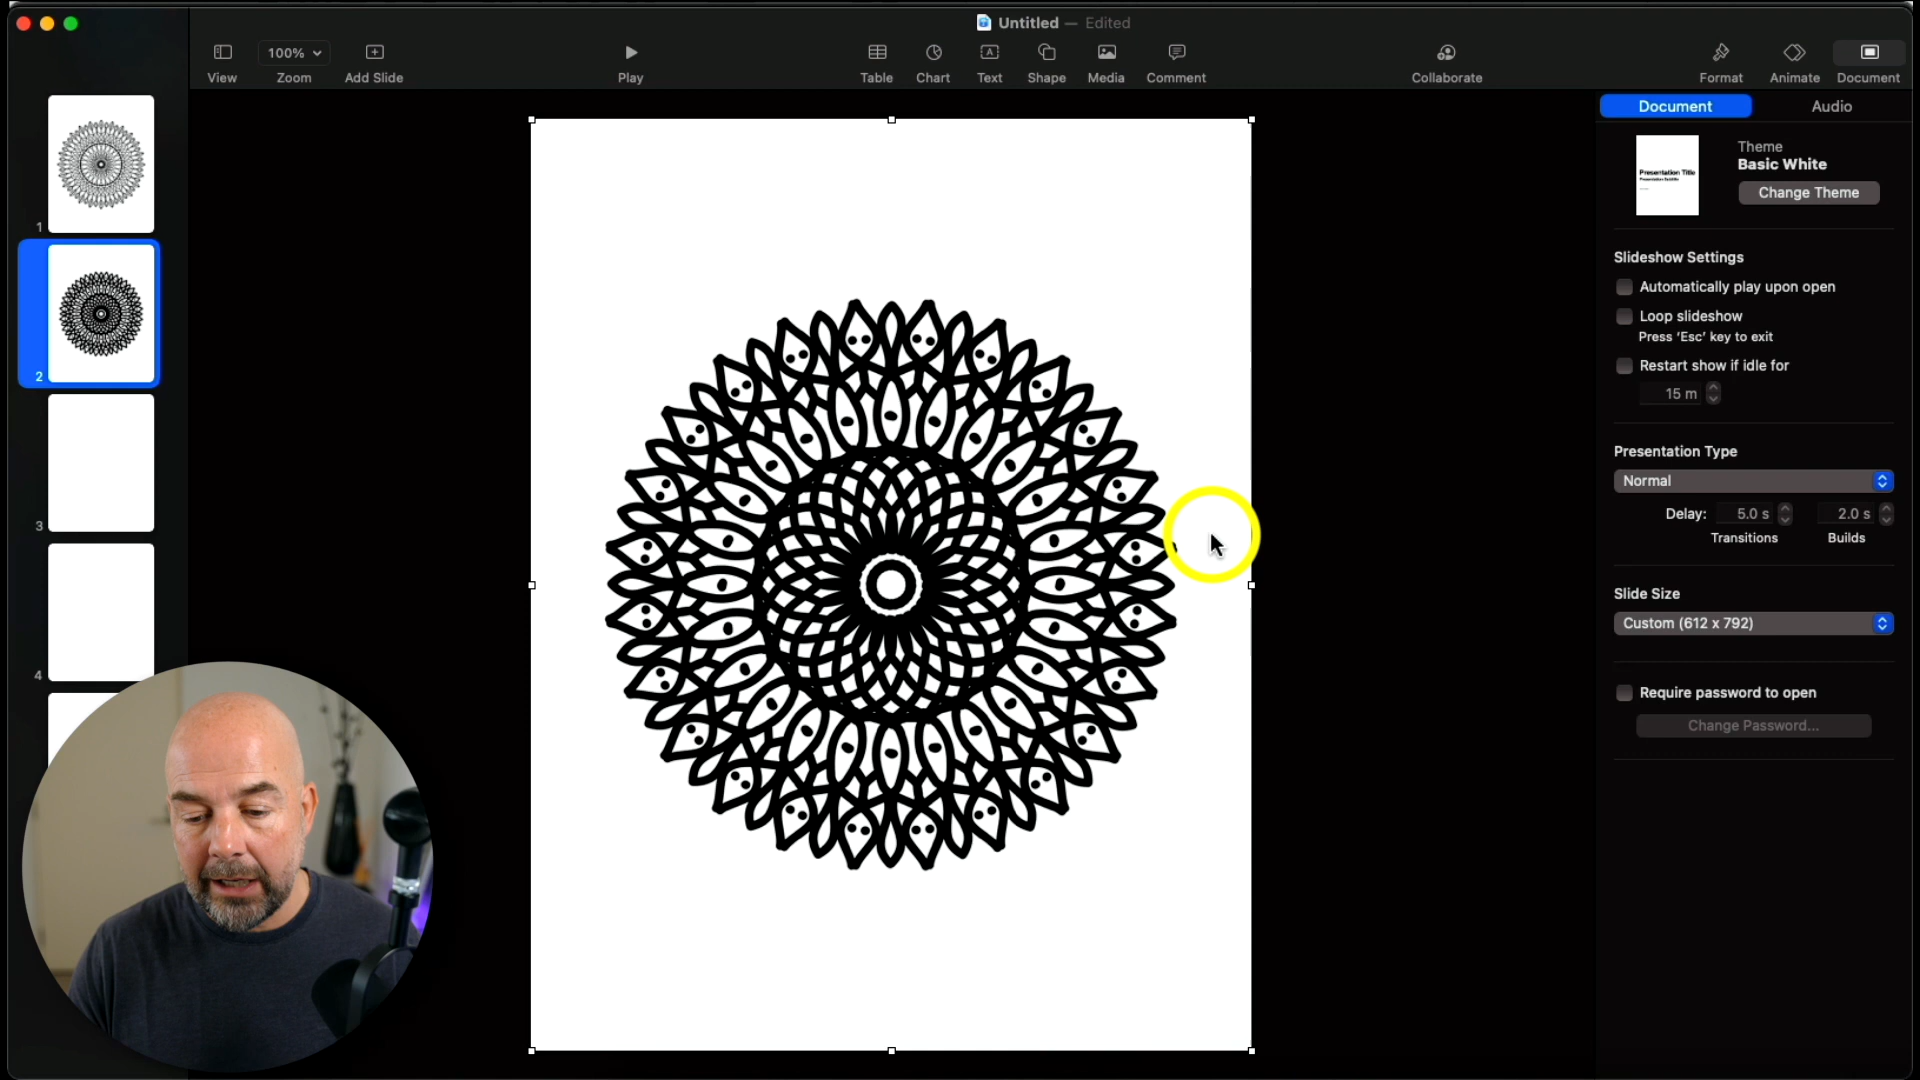 Untitled — Edited
View
100%
Zoom
Add Slide
Play
Table
Chart
Text
Shape
Media
Comment
Collaborate
Format
Animate
Document
Document
Audio
Presentation Title
Theme
Basic White
Change Theme
Slideshow Settings
Automatically play upon open
Loop slideshow
Press ‘Esc’ key to exit
Restart show if idle for
15 m
Presentation Type
Normal
Delay: 5.0 s 2.0 s
Transitions Builds
Slide Size
Custom (612 x 792)
Require password to open
Change Password...
1
2
3
4